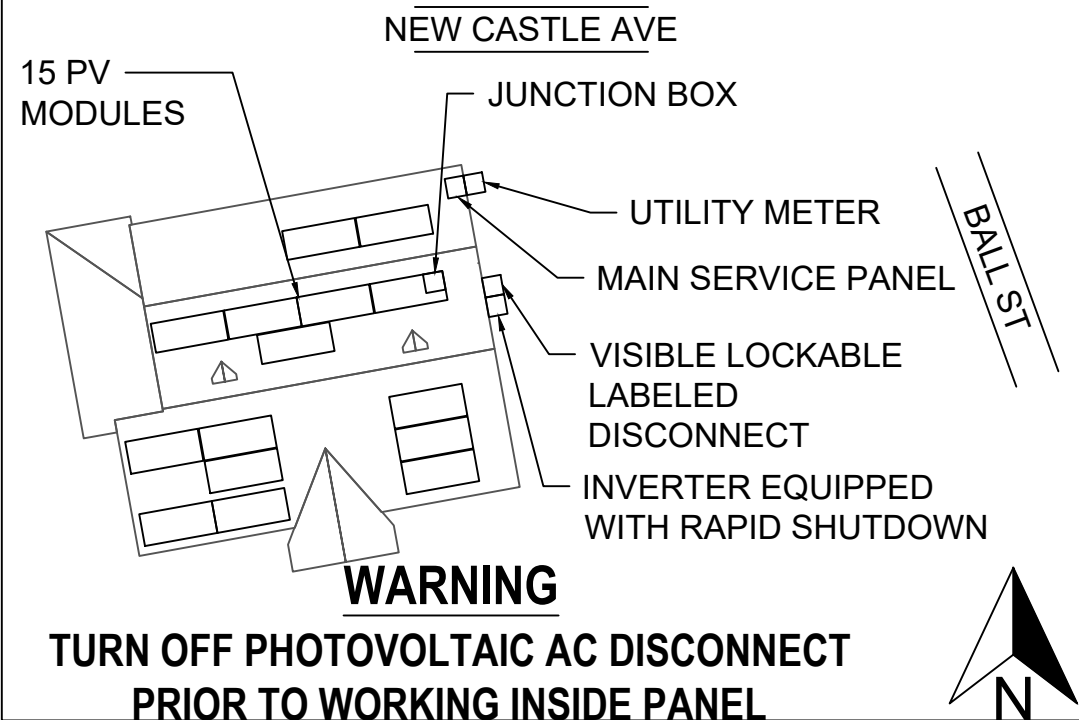 NEW CASTLE AVE
15 PV
MODULES
JUNCTION BOX
UTILITY METER
MAIN SERVICE PANEL
BALL ST
VISIBLE LOCKABLE
LABELED
DISCONNECT
INVERTER EQUIPPED
WITH RAPID SHUTDOWN
WARNING
TURN OFF PHOTOVOLTAIC AC DISCONNECT
PRIOR TO WORKING INSIDE PANEL
N